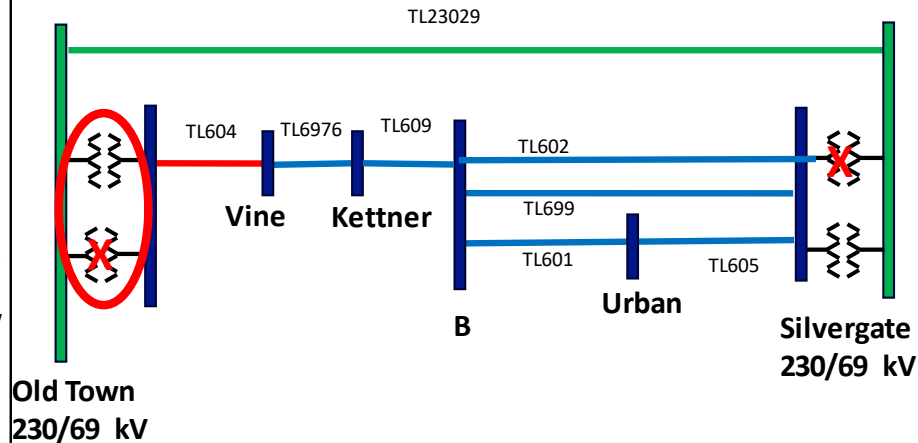 TL23029
TL604
TL6976
TL609
TL602
X
Vine
Kettner
TL699
X
TL601
TL605
Urban
B
Silvergate
230/69 kV
Old Town
230/69 kV